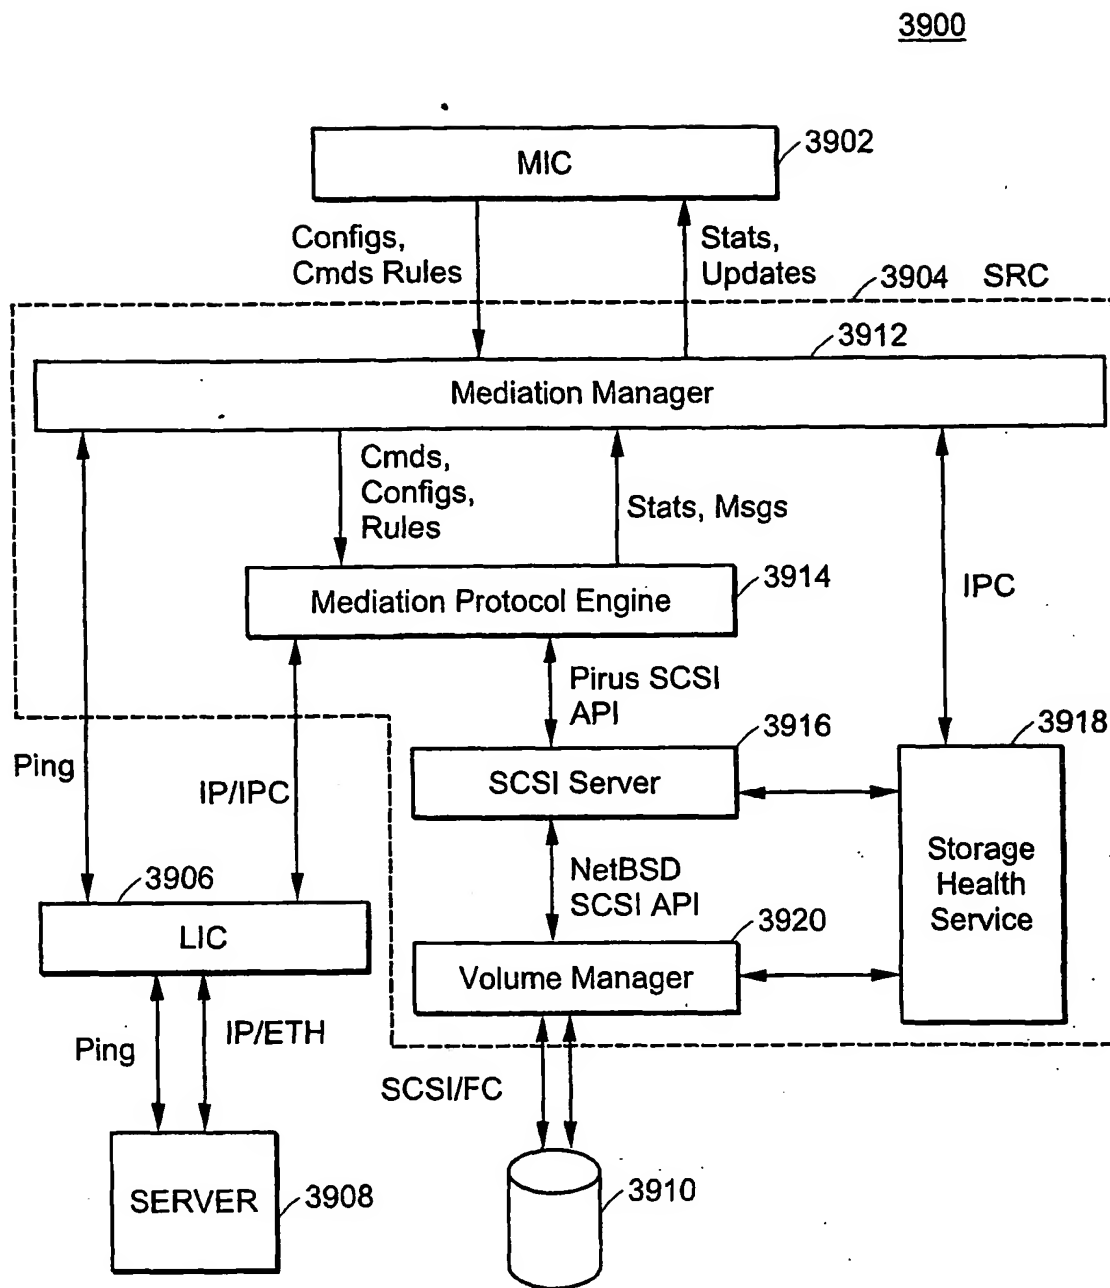 3900
MIC
3902
Configs,
Cmds Rules
Stats,
Updates
3904 SRC
3912
Mediation Manager
Cmds,
Configs,
Rules
Stats, Msgs
3914
Mediation Protocol Engine
IPC
Pirus SCSI
API
3916
3918
Ping
IP/IPC
SCSI Server
3906
NetBSD
SCSI API
Storage
Health
Service
LIC
3920
Volume Manager
Ping
IP/ETH
SCSI/FC
SERVER
3908
3910